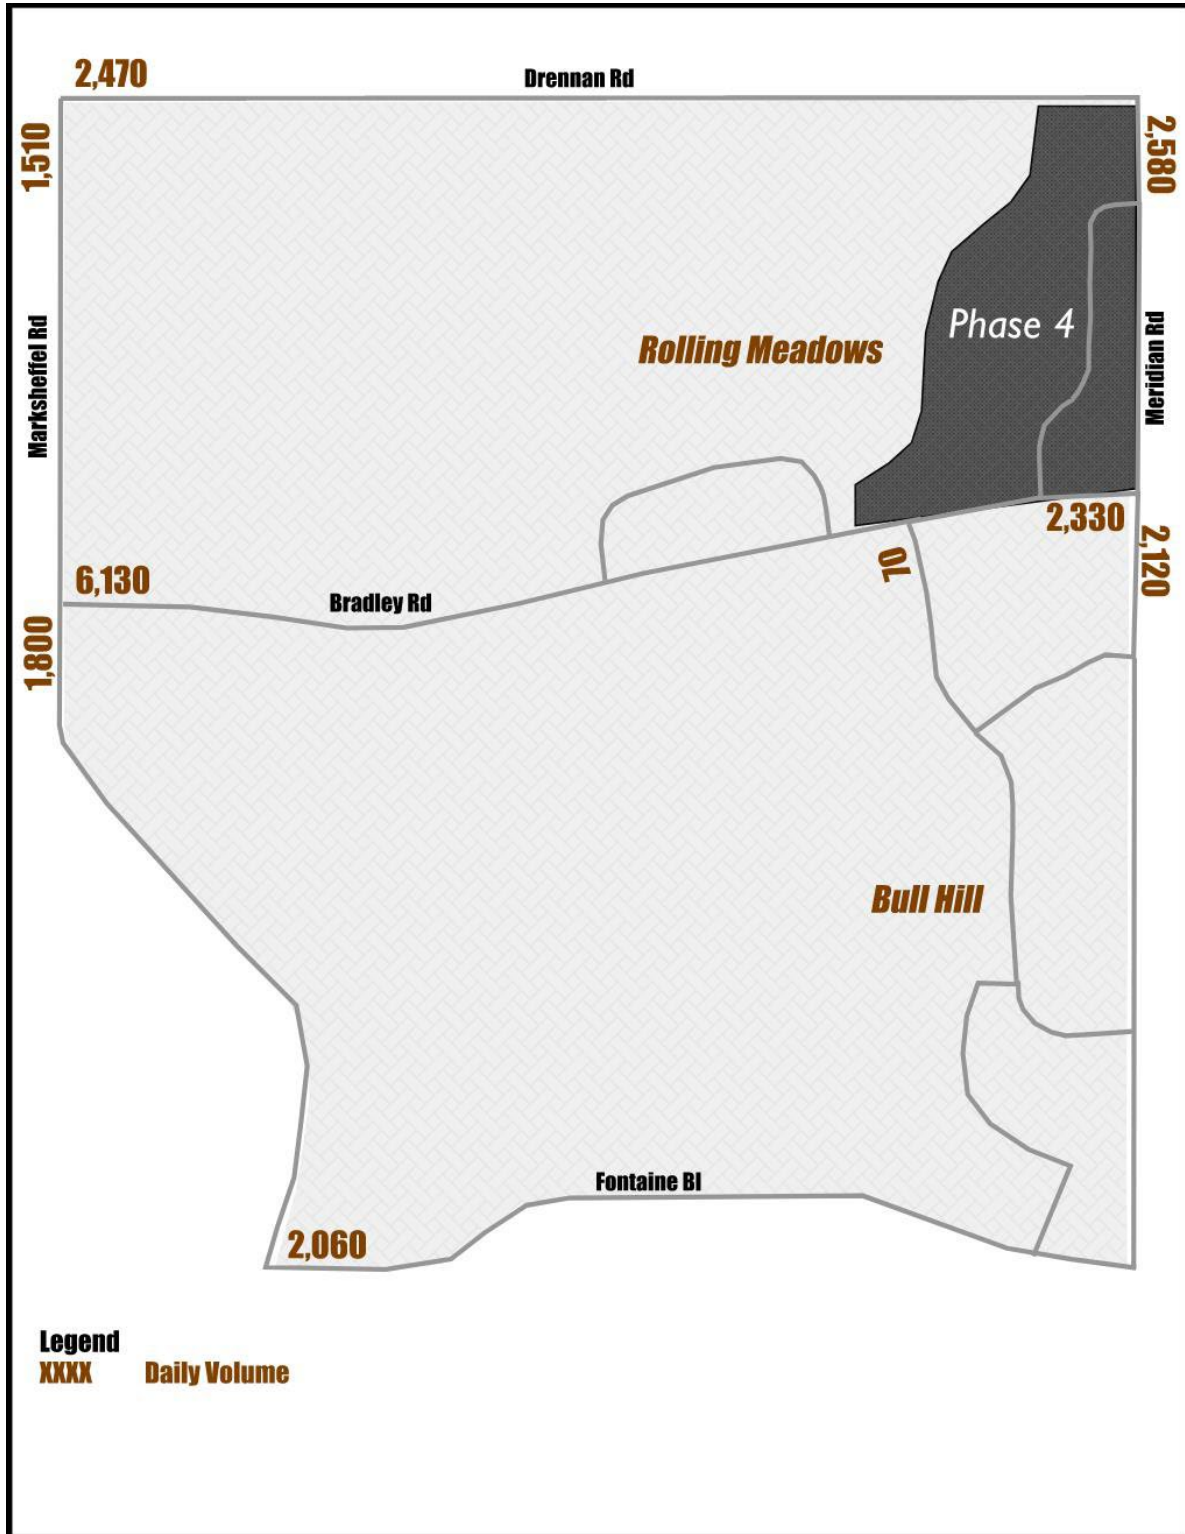 2,470
Drennan Rd
1,510
2,580
Marksheffel Rd
Rolling Meadows
Phase 4
Meridian Rd
2,330
2,120
70
6,130
Bradley Rd
1,800
Bull Hill
Fontaine Bl
2,060
Legend
XXXX Daily Volume